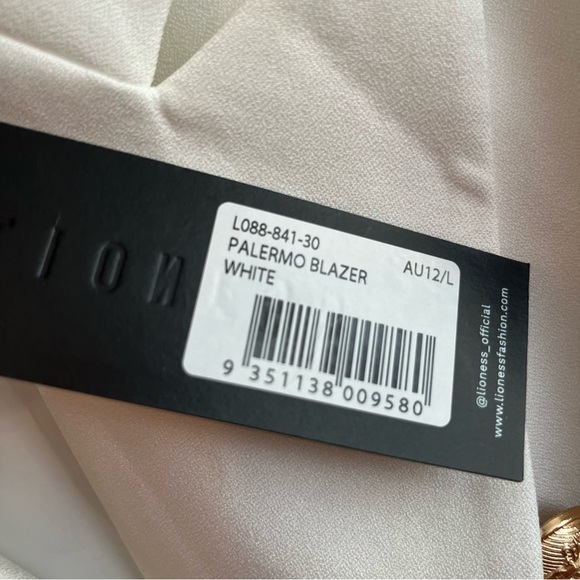 L088-841-30
PALERMO BLAZER AU12/L
WHITE
9 351138 009580
@lioness_official
www.lionessfashion.com